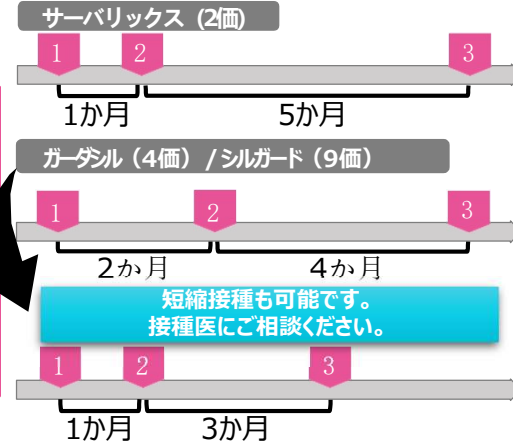 サーバリックス (2価)
1 2 3
1か月 5か月
ガーダシル（4価）/シルガード（9価）
1 2 3
2か月 4か月
短縮接種も可能です。
接種医にご相談ください。
1 2 3
1か月 3か月